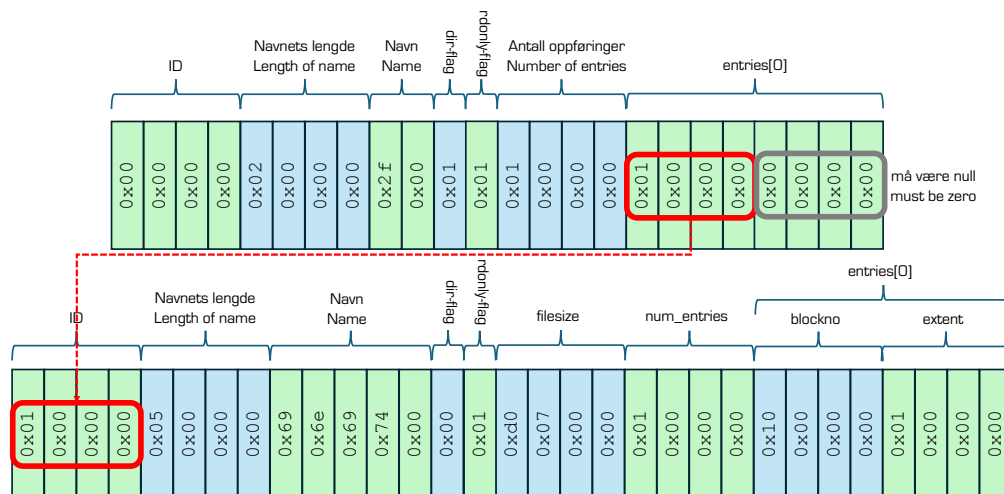 ID
Navnets lengde
Length of name
Navn
Name
dir-flag
rdonly-flag
Antall oppføringer
Number of entries
entries[0]
0x00 0x00 0x00 0x00 0x02 0x00 0x00 0x00 0x2f 0x00 0x01 0x01 0x01 0x00 0x00 0x00 0x01 0x00 0x00 0x00 0x00 0x00 0x00 0x00
må være null
must be zero
entries[0]
ID
Navnets lengde
Length of name
Navn
Name
dir-flag
rdonly-flag
filesize
num_entries
blockno
extent
0x01 0x00 0x00 0x00 0x05 0x00 0x00 0x00 0x69 0x6e 0x69 0x74 0x00 0x00 0x01 0xd0 0x07 0x00 0x00 0x01 0x00 0x00 0x00 0x10 0x00 0x00 0x00 0x01 0x00 0x00 0x00